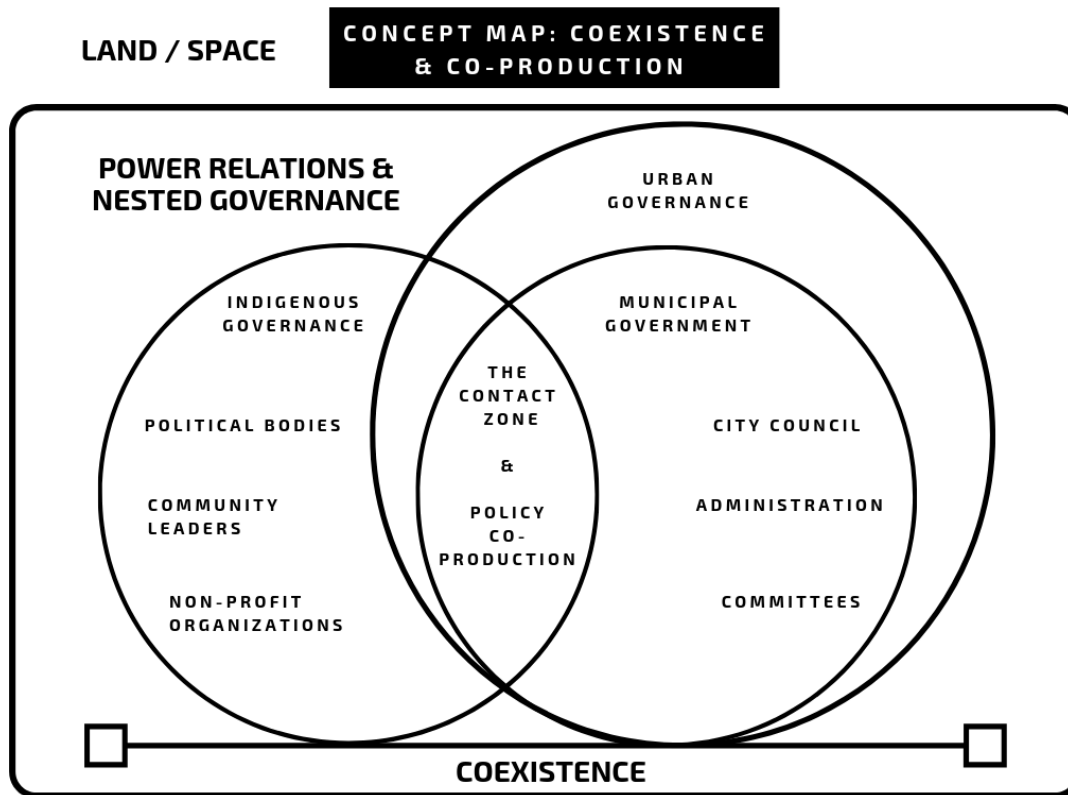 LAND / SPACE
CONCEPT MAP: COEXISTENCE
& CO-PRODUCTION
POWER RELATIONS &
NESTED GOVERNANCE
URBAN
GOVERNANCE
INDIGENOUS
GOVERNANCE
MUNICIPAL
GOVERNMENT
THE
CONTACT
ZONE
&
POLICY
CO-
PRODUCTION
POLITICAL BODIES
COMMUNITY
LEADERS
NON-PROFIT
ORGANIZATIONS
CITY COUNCIL
ADMINISTRATION
COMMITTEES
COEXISTENCE